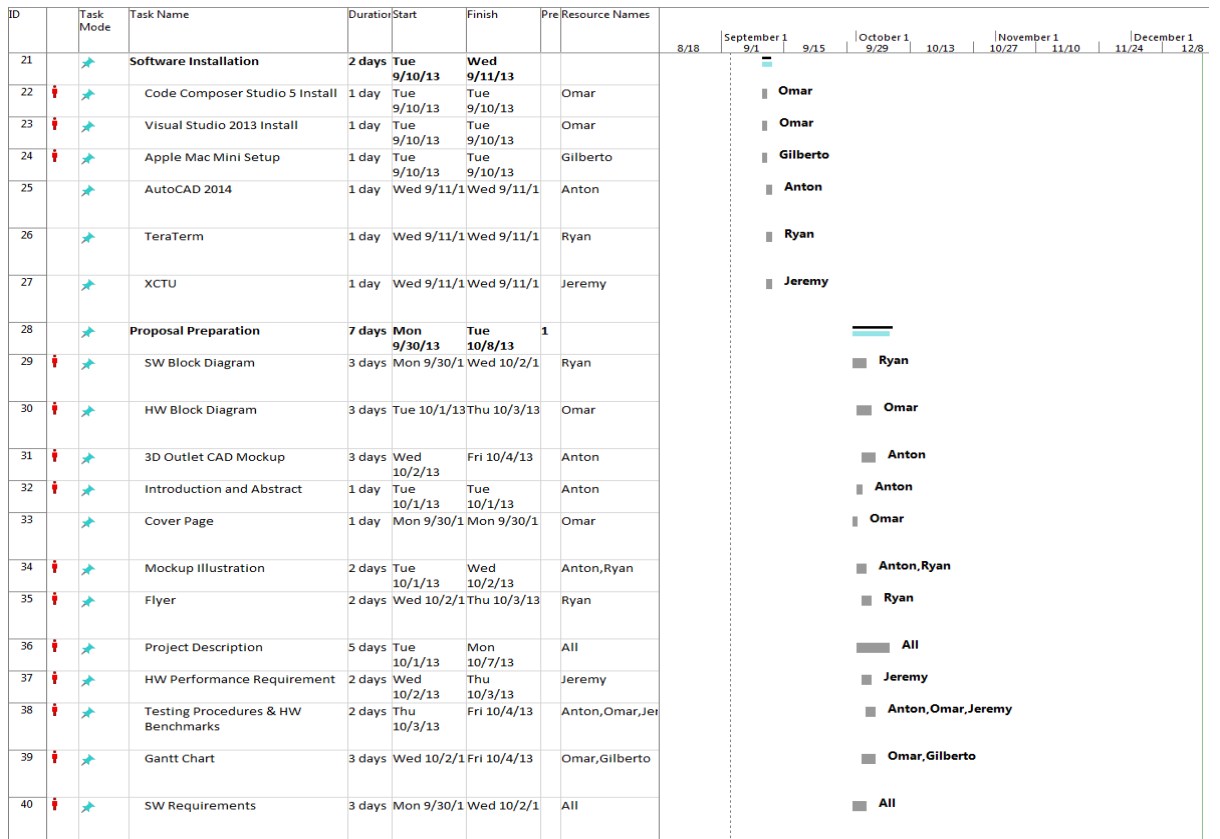 ID Task Mode Task Name Duration Start Finish Pre Resource Names
September 1 October 1 November 1 December 1
8/18 9/1 9/15 9/29 10/13 10/27 11/10 11/24 12/8
21 Software Installation 2 days Tue 9/10/13 Wed 9/11/13
22 Code Composer Studio 5 Install 1 day Tue 9/10/13 Tue 9/10/13 Omar Omar
23 Visual Studio 2013 Install 1 day Tue 9/10/13 Tue 9/10/13 Omar Omar
24 Apple Mac Mini Setup 1 day Tue 9/10/13 Tue 9/10/13 Gilberto Gilberto
25 AutoCAD 2014 1 day Wed 9/11/1 Wed 9/11/1 Anton Anton
26 TeraTerm 1 day Wed 9/11/1 Wed 9/11/1 Ryan Ryan
27 XCTU 1 day Wed 9/11/1 Wed 9/11/1 Jeremy Jeremy
28 Proposal Preparation 7 days Mon 9/30/13 Tue 10/8/13 1
29 SW Block Diagram 3 days Mon 9/30/1 Wed 10/2/1 Ryan Ryan
30 HW Block Diagram 3 days Tue 10/1/13 Thu 10/3/13 Omar Omar
31 3D Outlet CAD Mockup 3 days Wed 10/2/13 Fri 10/4/13 Anton Anton
32 Introduction and Abstract 1 day Tue 10/1/13 Tue 10/1/13 Anton Anton
33 Cover Page 1 day Mon 9/30/1 Mon 9/30/1 Omar Omar
34 Mockup Illustration 2 days Tue 10/1/13 Wed 10/2/13 Anton,Ryan Anton,Ryan
35 Flyer 2 days Wed 10/2/1 Thu 10/3/13 Ryan Ryan
36 Project Description 5 days Tue 10/1/13 Mon 10/7/13 All All
37 HW Performance Requirement 2 days Wed 10/2/13 Thu 10/3/13 Jeremy Jeremy
38 Testing Procedures & HW Benchmarks 2 days Thu 10/3/13 Fri 10/4/13 Anton,Omar,Jer Anton,Omar,Jeremy
39 Gantt Chart 3 days Wed 10/2/1 Fri 10/4/13 Omar,Gilberto Omar,Gilberto
40 SW Requirements 3 days Mon 9/30/1 Wed 10/2/1 All All